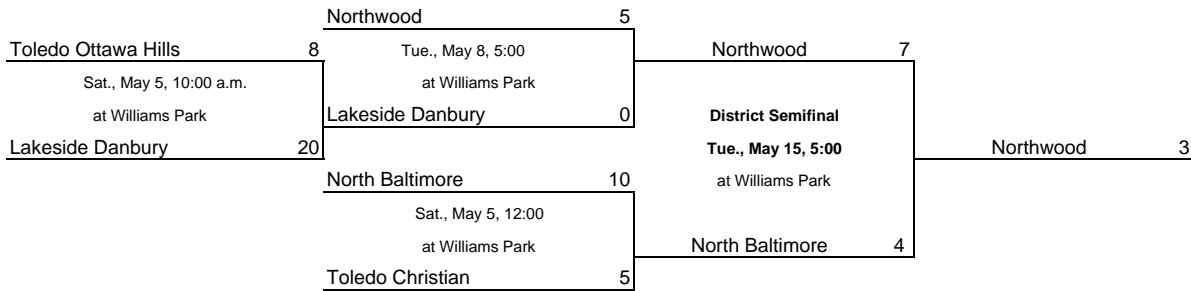 Northwood 5
Toledo Ottawa Hills 8
Tue., May 8, 5:00
Northwood 7
Sat., May 5, 10:00 a.m.
at Williams Park
at Williams Park
Lakeside Danbury 0
District Semifinal
Lakeside Danbury 20
Tue., May 15, 5:00
Northwood 3
North Baltimore 10
at Williams Park
Sat., May 5, 12:00
at Williams Park
North Baltimore 4
Toledo Christian 5